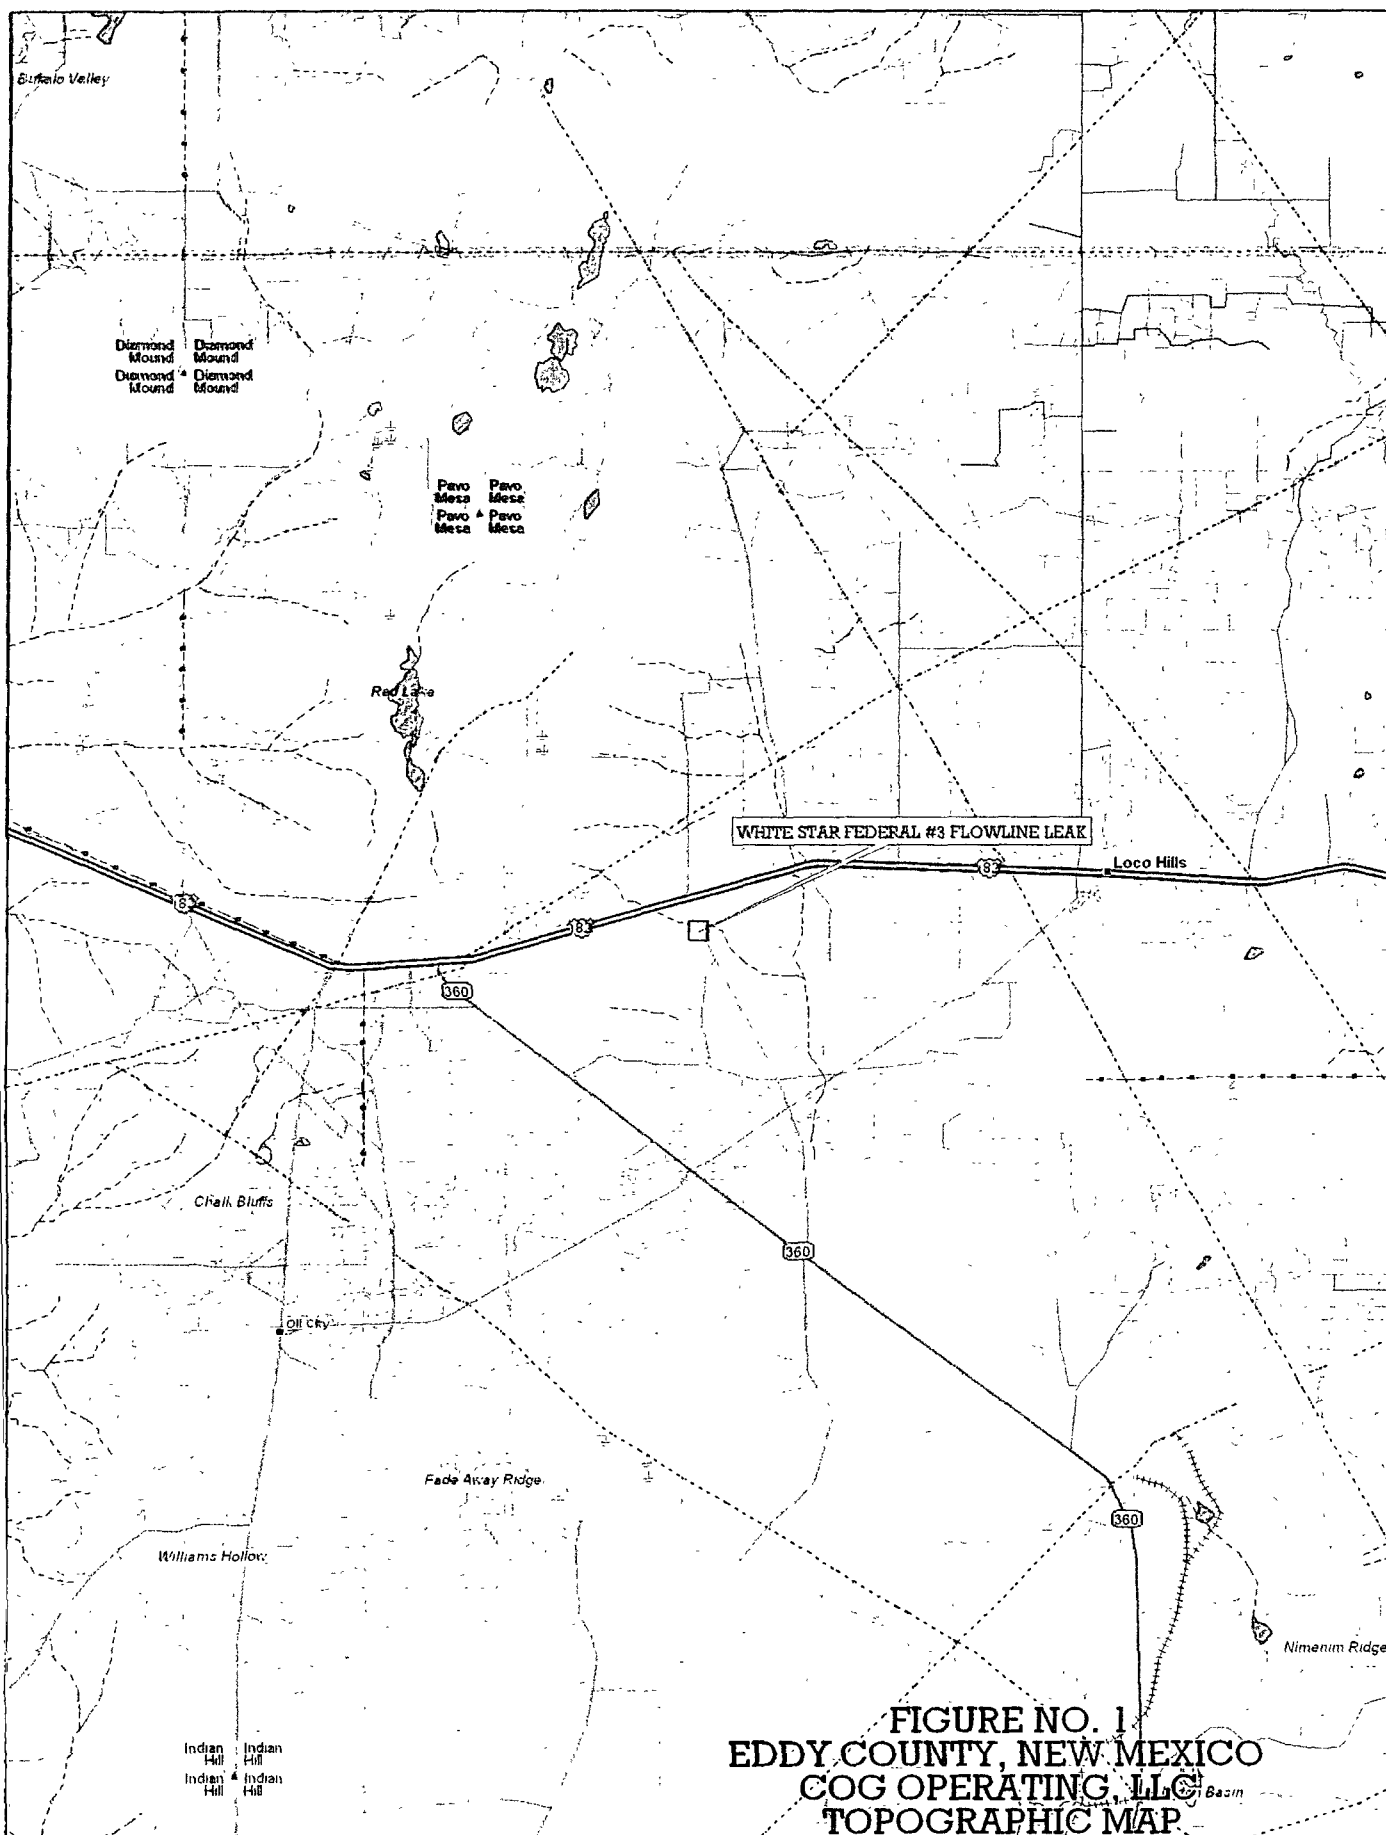 Buffalo Valley
Diamond Mound
Diamond Mound
Diamond Mound
Diamond Mound
Pavo Mesa
Pavo Mesa
Pavo Mesa
Pavo Mesa
Red Lake
WHITE STAR FEDERAL #3 FLOWLINE LEAK
Loco Hills
360
Chalk Bluffs
360
Oil City
Fade Away Ridge
360
Williams Hollow
Nimenim Ridge
FIGURE NO. 1
EDDY COUNTY, NEW MEXICO
COG OPERATING, LLC
Basin
TOPOGRAPHIC MAP
Indian Hill
Indian Hill
Indian Hill
Indian Hill